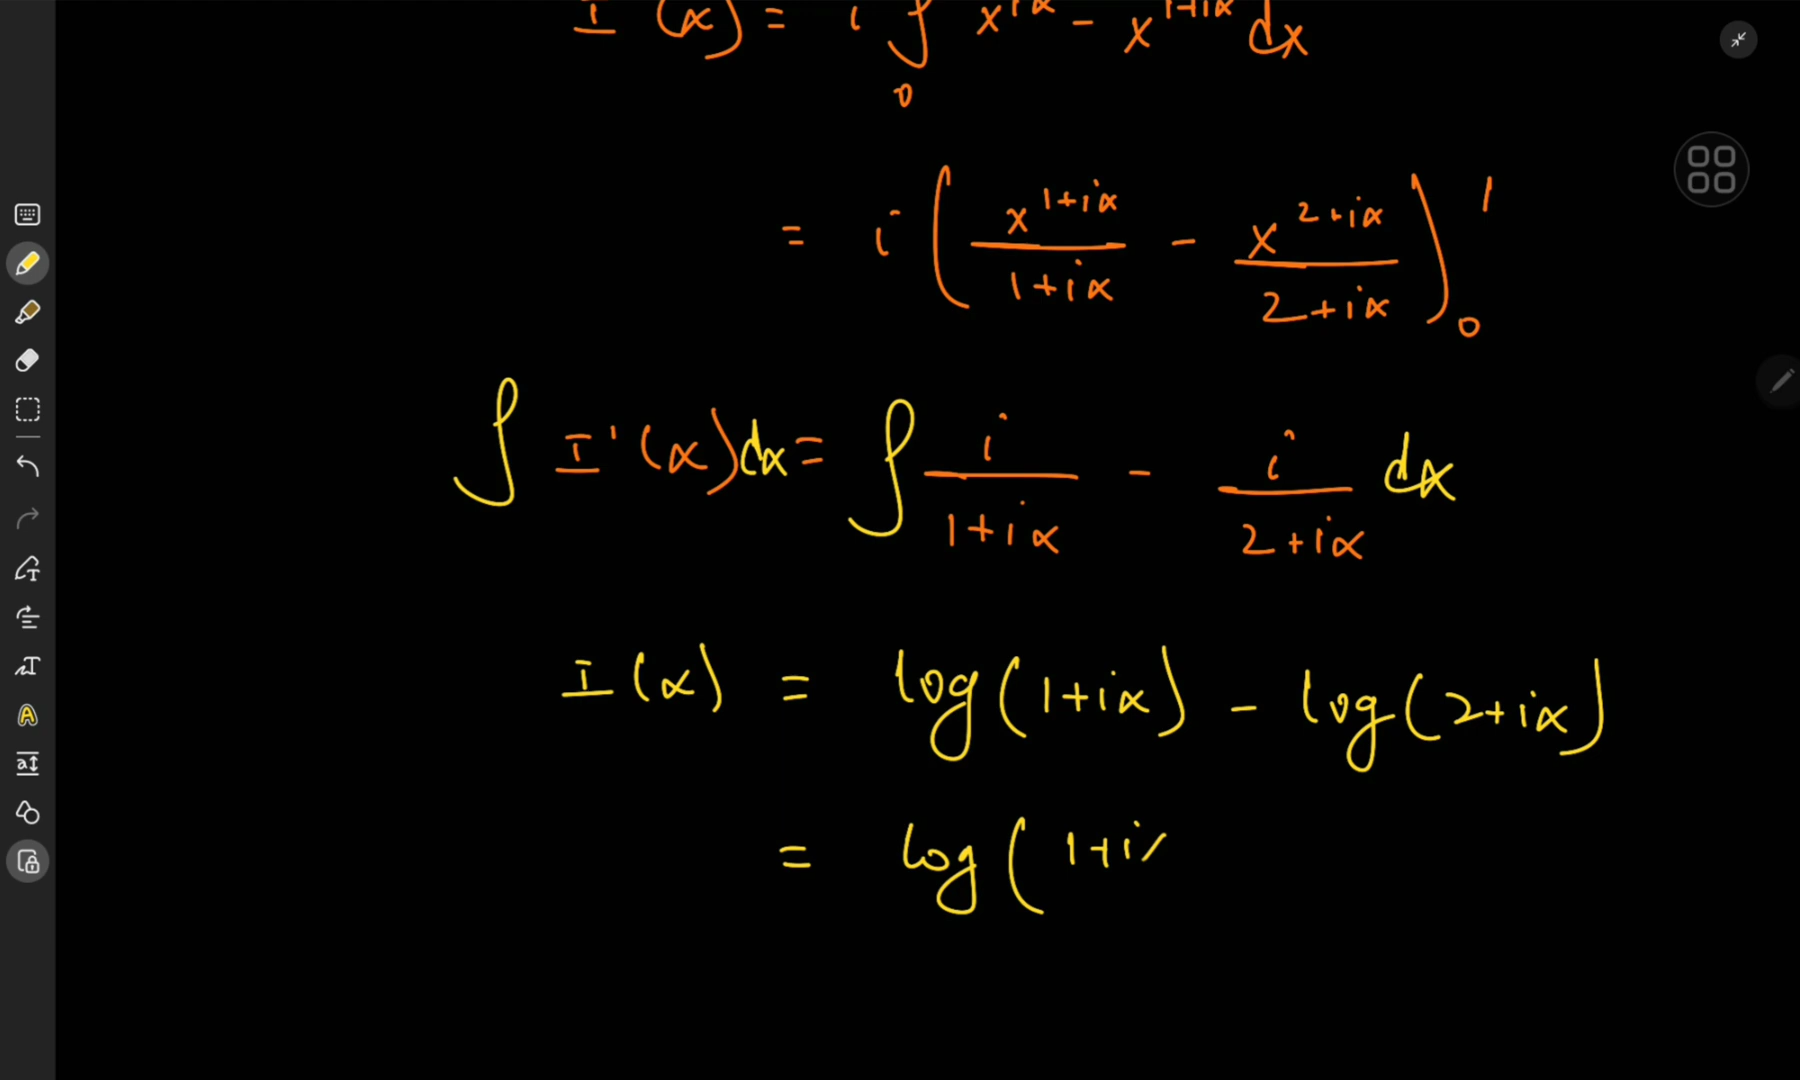 I'(α) = i ∫₀ x^{iα} - x^{1+iα} dx
= i ( x^{1+iα}/(1+iα) - x^{2+iα}/(2+iα) )₀¹
∫ I'(α) dα = ∫ i/(1+iα) - i/(2+iα) dα
I(α) = log(1+iα) - log(2+iα)
= log( 1+i